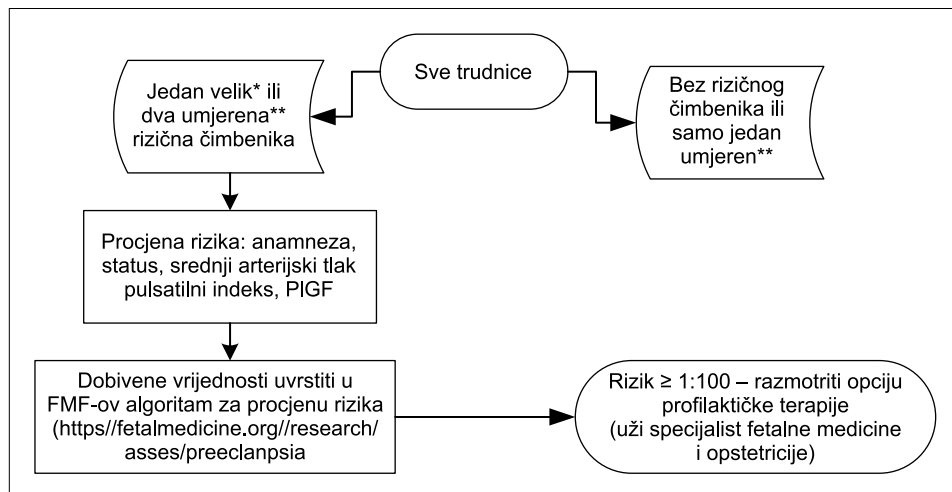 Sve trudnice
Jedan velik* ili
dva umjerena**
rizična čimbenika
Bez rizičnog
čimbenika ili
samo jedan
umjeren**
Procjena rizika: anamneza,
status, srednji arterijski tlak
pulsatilni indeks, PlGF
Dobivene vrijednosti uvrstiti u
FMF-ov algoritam za procjenu rizika
(https//fetalmedicine.org//research/
asses/preeclanpsia
Rizik ≥ 1:100 – razmotriti opciju
profilaktičke terapije
(uži specijalist fetalne medicine
i opstetricije)